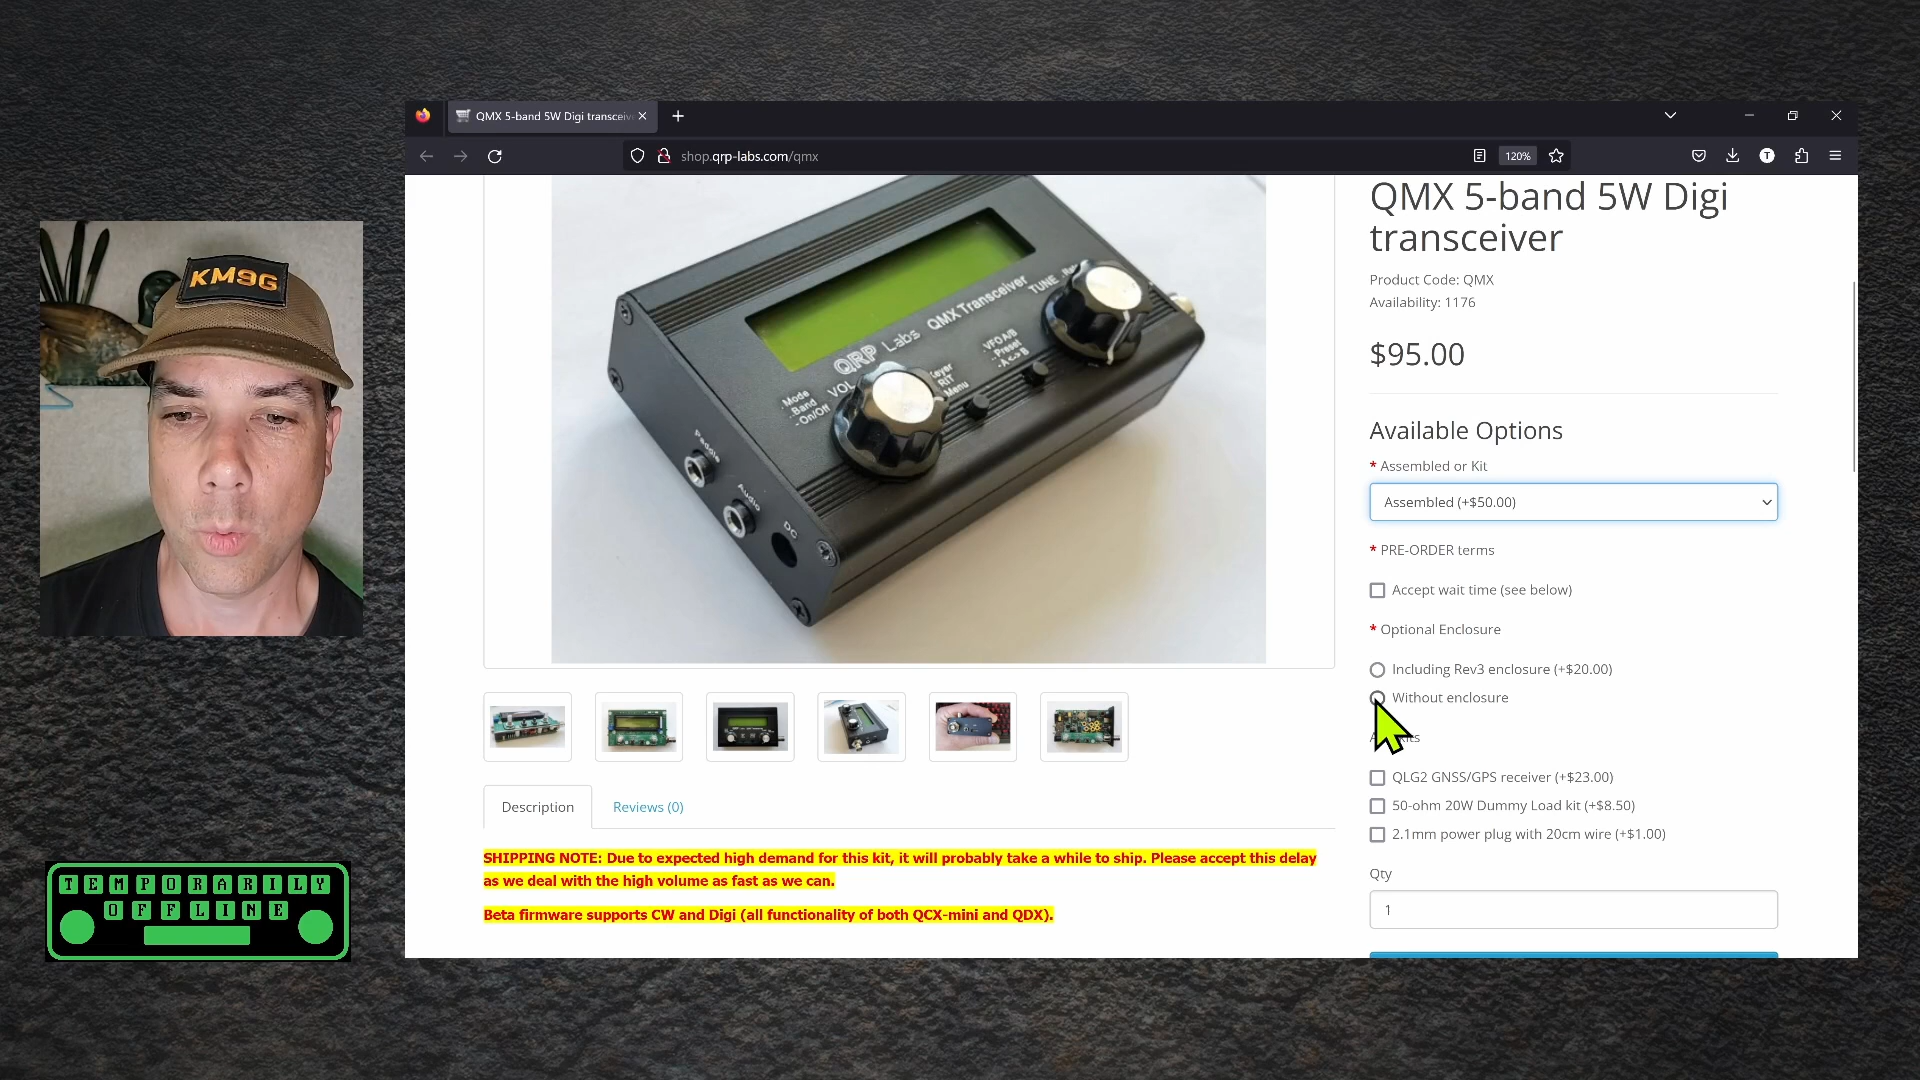 KM9G
TEMPORARILY
OFFLINE
QMX 5-band 5W Digi transceiv
shop.qrp-labs.com/qmx
120%
T
QRP Labs QMX Transceiver
TUNE
Mode
Band
On/Off
VOL
Keyer
RIT
Menu
VFO A/B
Preset
A<->B
Paddle
Audio
DC
Description
Reviews (0)
SHIPPING NOTE: Due to expected high demand for this kit, it will probably take a while to ship. Please accept this delay
as we deal with the high volume as fast as we can.
Beta firmware supports CW and Digi (all functionality of both QCX-mini and QDX).
QMX 5-band 5W Digi
transceiver
Product Code: QMX
Availability: 1176
$95.00
Available Options
* Assembled or Kit
Assembled (+$50.00)
* PRE-ORDER terms
Accept wait time (see below)
* Optional Enclosure
Including Rev3 enclosure (+$20.00)
Without enclosure
QLG2 GNSS/GPS receiver (+$23.00)
50-ohm 20W Dummy Load kit (+$8.50)
2.1mm power plug with 20cm wire (+$1.00)
Qty
1